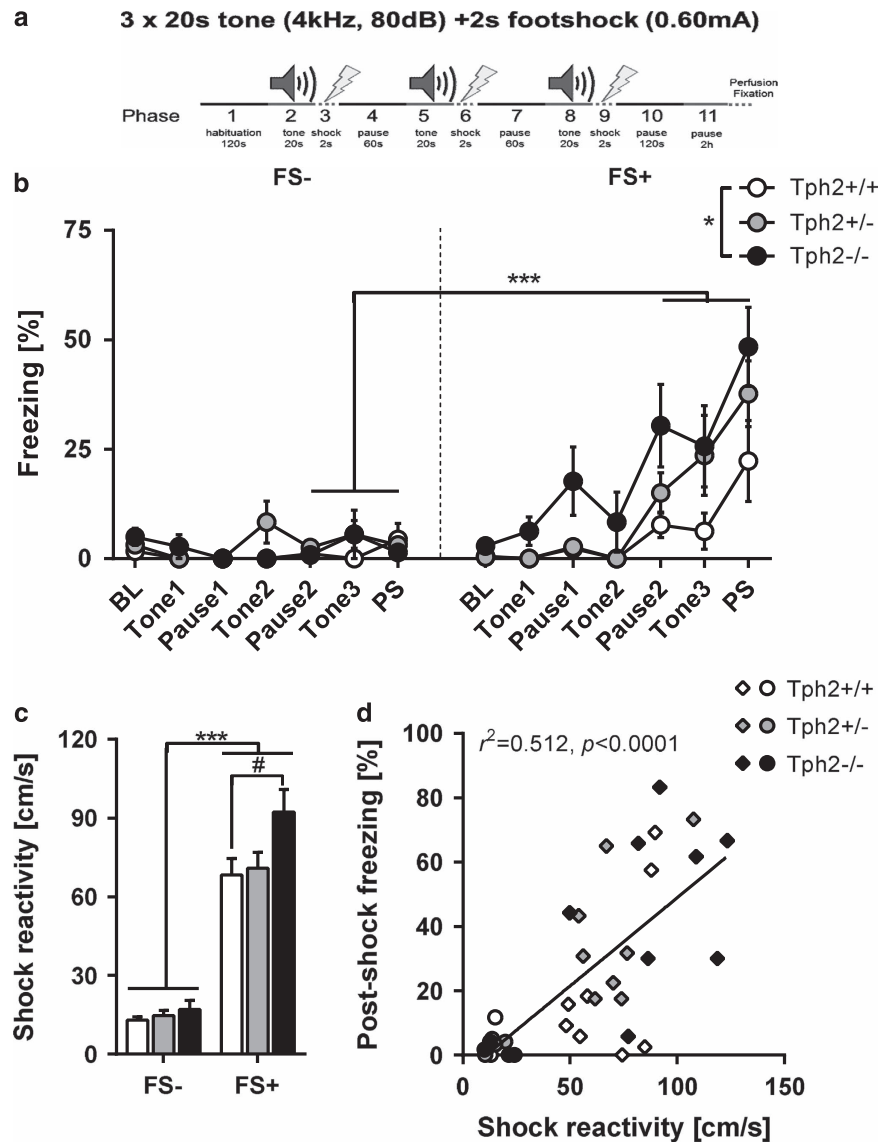 a
3 x 20s tone (4kHz, 80dB) +2s footshock (0.60mA)
Perfusion
Fixation
Phase 1 2 3 4 5 6 7 8 9 10 11
habituation tone shock pause tone shock pause tone shock pause pause
120s 20s 2s 60s 20s 2s 60s 20s 2s 120s 2h
b
FS- FS+
Tph2+/+
* Tph2+/-
Tph2-/-
75
***
50
25
0
Freezing [%]
BL Tone1 Pause1 Tone2 Pause2 Tone3 PS BL Tone1 Pause1 Tone2 Pause2 Tone3 PS
c
120
***
#
90
60
30
0
Shock reactivity [cm/s]
FS- FS+
d
Tph2+/+
Tph2+/-
Tph2-/-
r2=0.512, p<0.0001
100
80
60
40
20
0
Post-shock freezing [%]
0 50 100 150
Shock reactivity [cm/s]